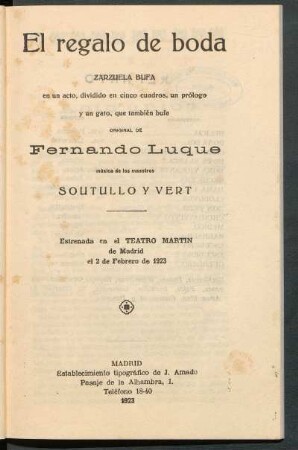 El regalo de boda
ZARZUELA BUFA
en un acto, dividido en cinco cuadros, un prólogo
y un gato, que también bufa
ORIGINAL DE
Fernando Luque
música de los maestros
SOUTULLO Y VERT
Estrenada en el TEATRO MARTIN
de Madrid
el 2 de Febrero de 1923
MADRID
Establecimiento tipográfico de J. Amado
Pasaje de la Alhambra, 1.
Teléfono 18-40
1923